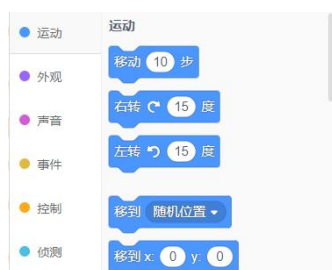 运动
外观
声音
事件
控制
侦测
运动
移动 10 步
右转 15 度
左转 15 度
移到 随机位置
移到 x: 0 y: 0